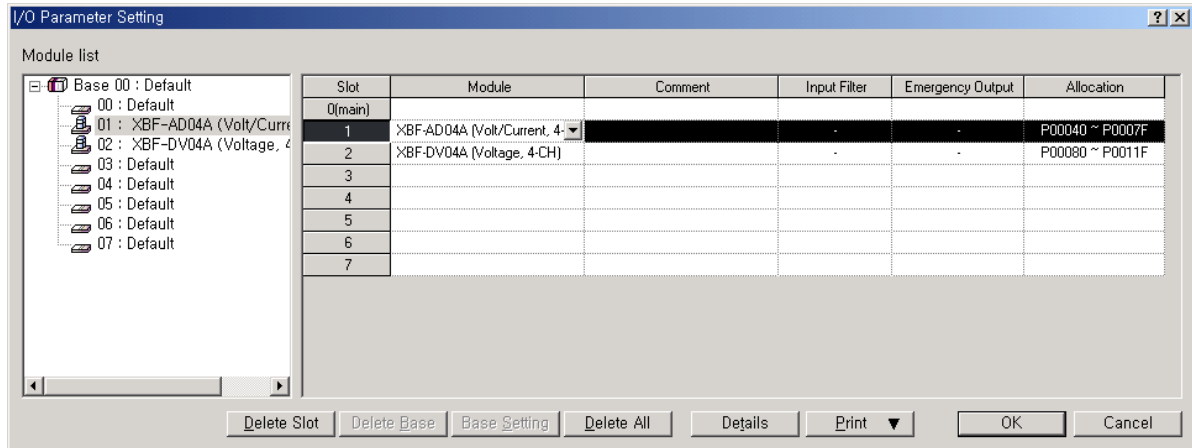 I/O Parameter Setting
Module list
Base 00 : Default
00 : Default
01 : XBF-AD04A (Volt/Curre
02 : XBF-DV04A (Voltage, 4
03 : Default
04 : Default
05 : Default
06 : Default
07 : Default
Slot Module Comment Input Filter Emergency Output Allocation
0(main)
1 XBF-AD04A (Volt/Current, 4- - - P00040 ~ P0007F
2 XBF-DV04A (Voltage, 4-CH) - - P00080 ~ P0011F
3
4
5
6
7
Delete Slot Delete Base Base Setting Delete All Details Print ▼ OK Cancel